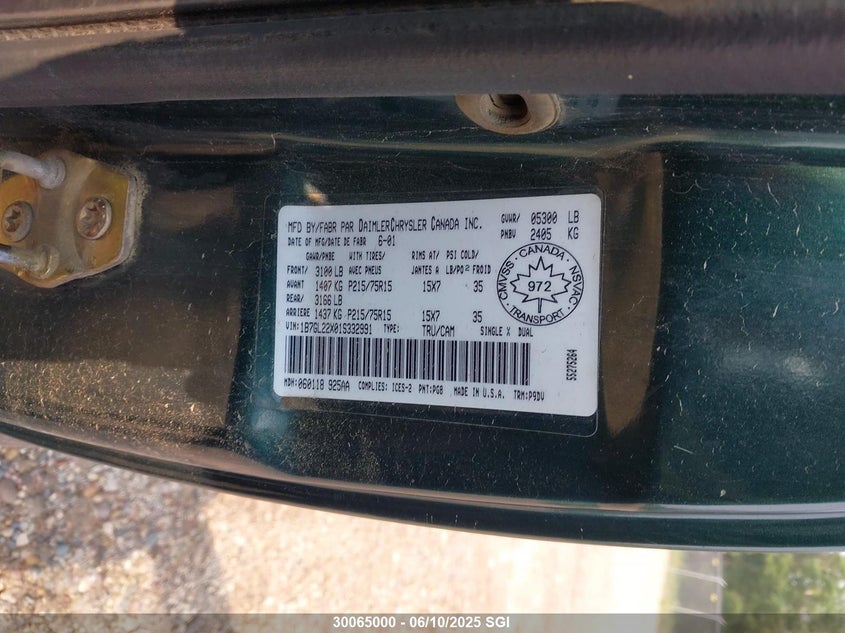 MFD BY/FABR PAR DAIMLERCHRYSLER CANADA INC.
DATE OF MFG/DATE DE FABR 6-01
GVWR/ 05300 LB
PNBV 2405 KG
GAWR/PNBE WITH TIRES/ RIMS AT/ PSI COLD/
FRONT/ 3100 LB AVEC PNEUS JANTES A LB/PO² FROID
AVANT 1407 KG P215/75R15 15X7 35
REAR/ 3166 LB
ARRIERE 1437 KG P215/75R15 15X7 35
CMVSS · CANADA · NSVAC
972
TRANSPORT
VIN: 1B7GL22X01S332991 TYPE: TRU/CAM SINGLE X DUAL
55275264
MDH: 060118 925AA COMPLIES: ICES-2 PNT: PG8 MADE IN U.S.A. TRM: P9DV
30065000 - 06/10/2025 SGI